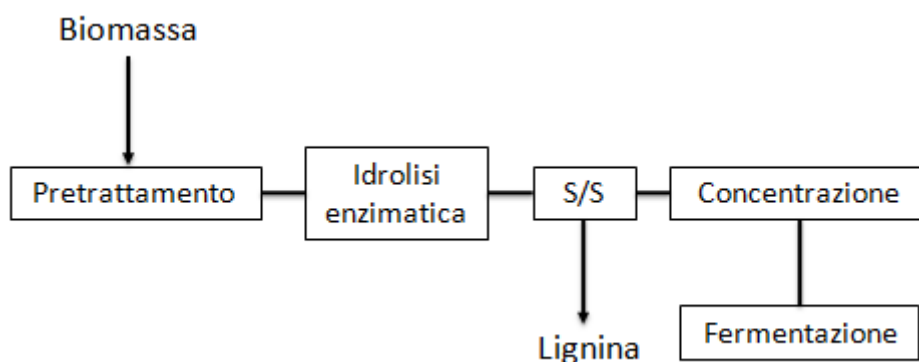 Biomassa
Pretrattamento
Idrolisi
enzimatica
S/S
Concentrazione
Lignina
Fermentazione